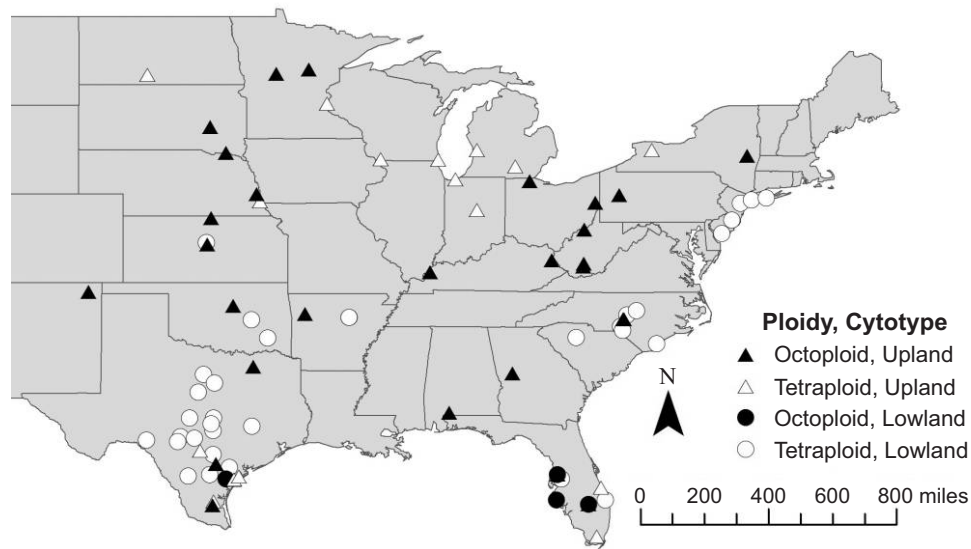 Ploidy, Cytotype
Octoploid, Upland
Tetraploid, Upland
Octoploid, Lowland
Tetraploid, Lowland
N
0 200 400 600 800 miles